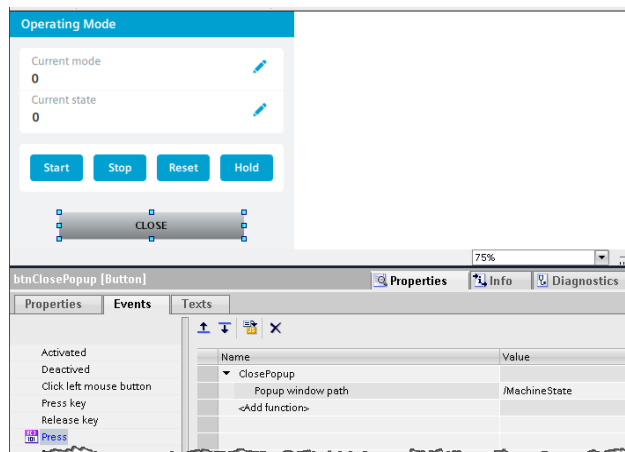 Operating Mode
Current mode
0
Current state
0
Start Stop Reset Hold
CLOSE
75%
btnClosePopup [Button]
Properties Info Diagnostics
Properties Events Texts
Name Value
Activated
ClosePopup
Deactived
Popup window path /MachineState
Click left mouse button
<Add function>
Press key
Release key
Press